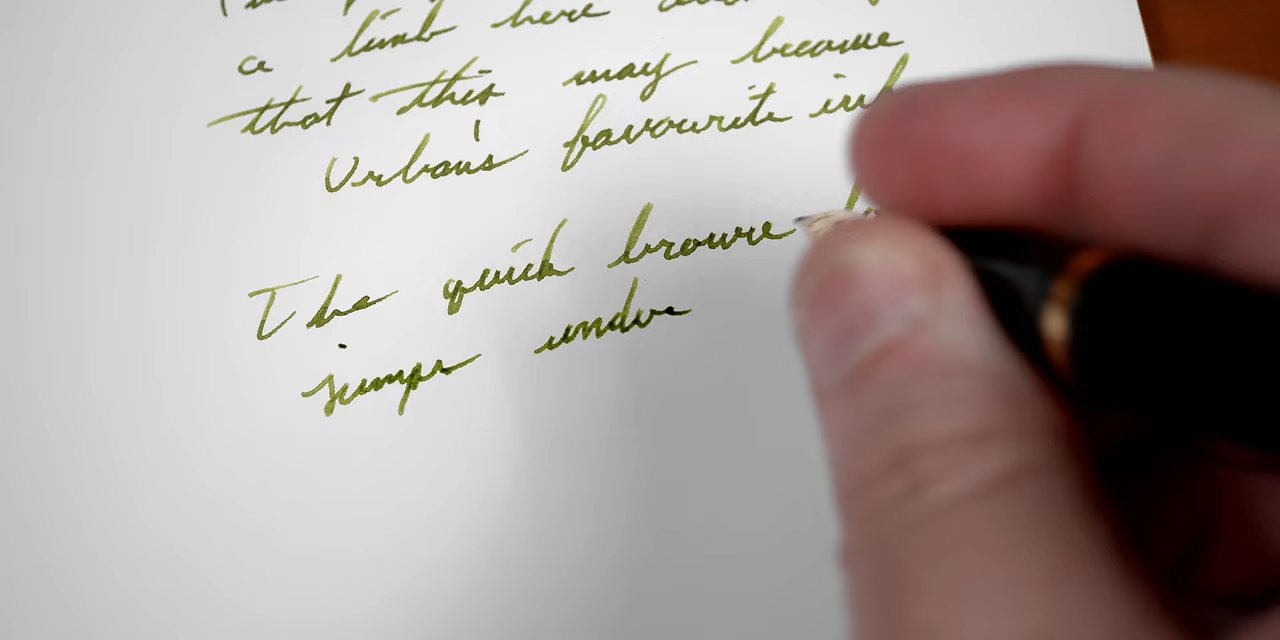 a limb here
that this may become
Urban's favourite ink
The quick brown
jumps under